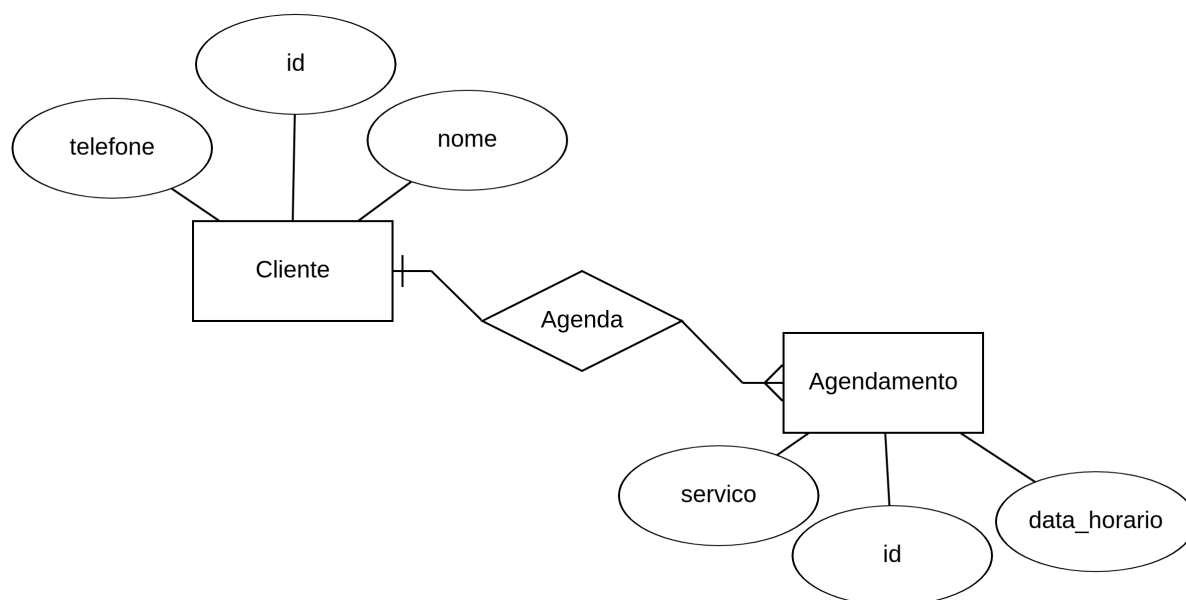 id
telefone
nome
Cliente
Agenda
Agendamento
servico
id
data_horario